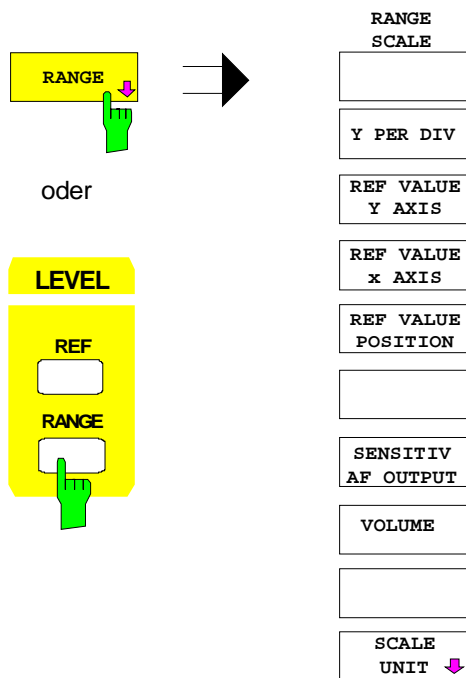 RANGE
oder
LEVEL
REF
RANGE
RANGE
SCALE
Y PER DIV
REF VALUE
Y AXIS
REF VALUE
x AXIS
REF VALUE
POSITION
SENSITIV
AF OUTPUT
VOLUME
SCALE
UNIT